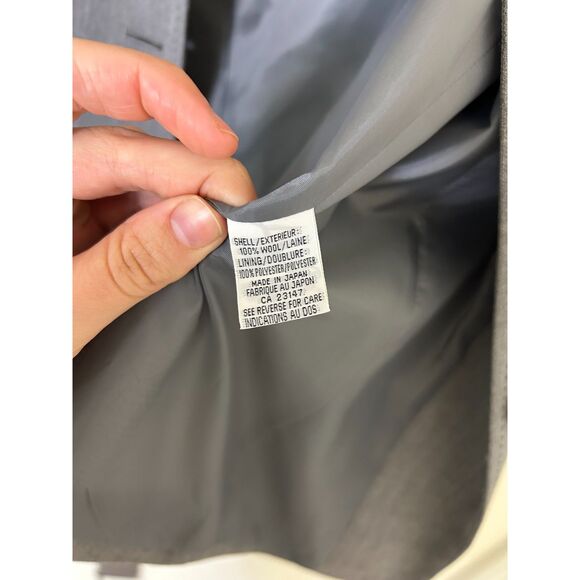 SHELL/EXTERIEUR:
100% WOOL/LAINE
LINING/DOUBLURE:
100% POLYESTER/POLYESTER
MADE IN JAPAN
FABRIQUE AU JAPON
CA 23147
SEE REVERSE FOR CARE
INDICATIONS AU DOS